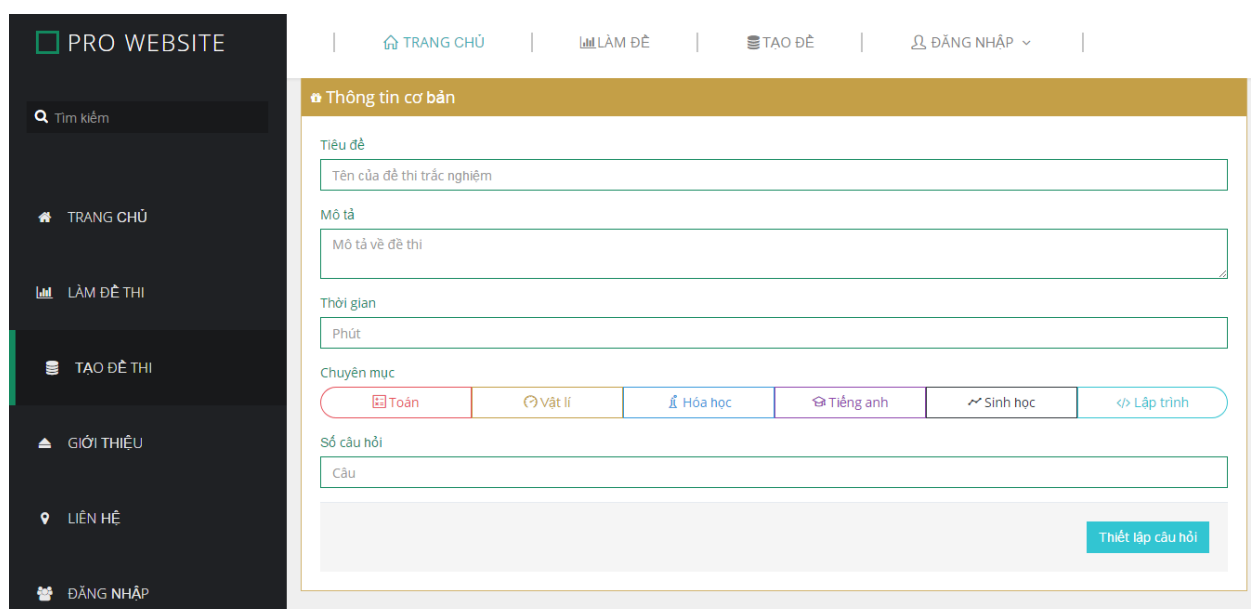 PRO WEBSITE
TRANG CHỦ
LÀM ĐỀ
TẠO ĐỀ
ĐĂNG NHẬP
Tìm kiếm
TRANG CHỦ
LÀM ĐỀ THI
TẠO ĐỀ THI
GIỚI THIỆU
LIÊN HỆ
ĐĂNG NHẬP
Thông tin cơ bản
Tiêu đề
Tên của đề thi trắc nghiệm
Mô tả
Mô tả về đề thi
Thời gian
Phút
Chuyên mục
Toán
Vật lí
Hóa học
Tiếng anh
Sinh học
</> Lập trình
Số câu hỏi
Câu
Thiết lập câu hỏi